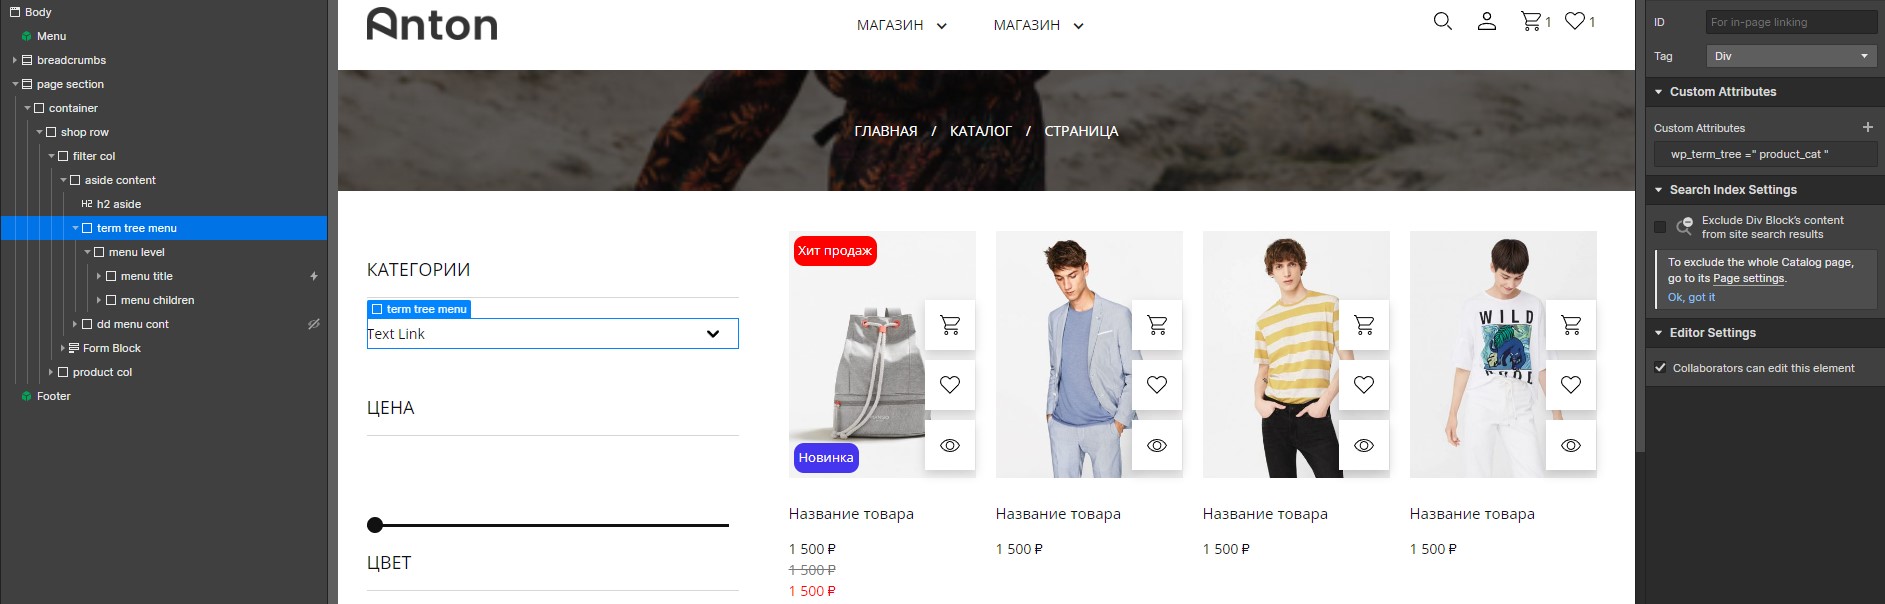 Body
Menu
breadcrumbs
page section
container
shop row
filter col
aside content
H2 h2 aside
term tree menu
menu level
menu title
menu children
dd menu cont
Form Block
product col
Footer
Anton
МАГАЗИН
МАГАЗИН
1
1
ГЛАВНАЯ / КАТАЛОГ / СТРАНИЦА
КАТЕГОРИИ
term tree menu
Text Link
ЦЕНА
ЦВЕТ
Хит продаж
Новинка
WILD
Название товара
1 500 ₽
1 500 ₽
1 500 ₽
Название товара
1 500 ₽
Название товара
1 500 ₽
Название товара
1 500 ₽
ID For in-page linking
Tag Div
Custom Attributes
Custom Attributes
wp_term_tree =" product_cat "
Search Index Settings
Exclude Div Block's content
from site search results
To exclude the whole Catalog page,
go to its Page settings.
Ok, got it
Editor Settings
Collaborators can edit this element